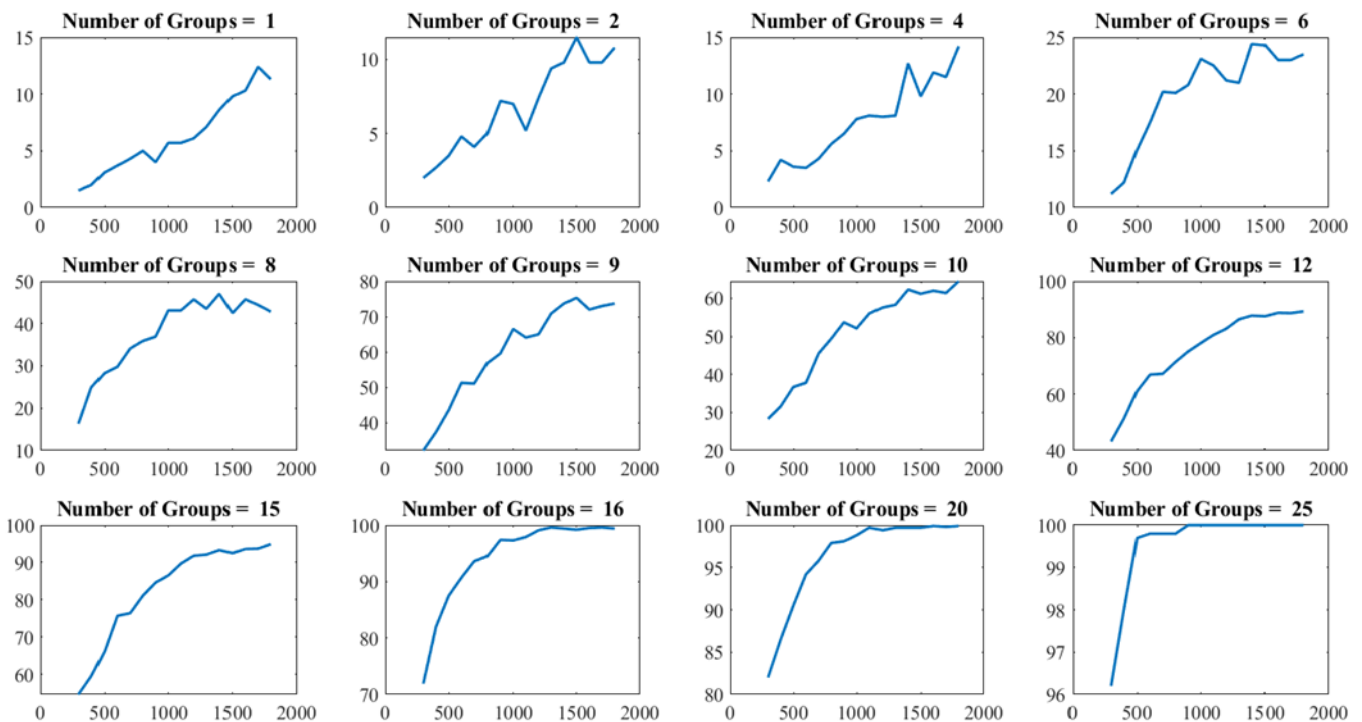 Number of Groups = 1
15
10
5
0
0 500 1000 1500 2000
Number of Groups = 2
10
5
0
0 500 1000 1500 2000
Number of Groups = 4
15
10
5
0
0 500 1000 1500 2000
Number of Groups = 6
25
20
15
10
0 500 1000 1500 2000
Number of Groups = 8
50
40
30
20
10
0 500 1000 1500 2000
Number of Groups = 9
80
70
60
50
40
0 500 1000 1500 2000
Number of Groups = 10
60
50
40
30
20
0 500 1000 1500 2000
Number of Groups = 12
100
80
60
40
0 500 1000 1500 2000
Number of Groups = 15
100
90
80
70
60
0 500 1000 1500 2000
Number of Groups = 16
100
90
80
70
0 500 1000 1500 2000
Number of Groups = 20
100
95
90
85
80
0 500 1000 1500 2000
Number of Groups = 25
100
99
98
97
96
0 500 1000 1500 2000